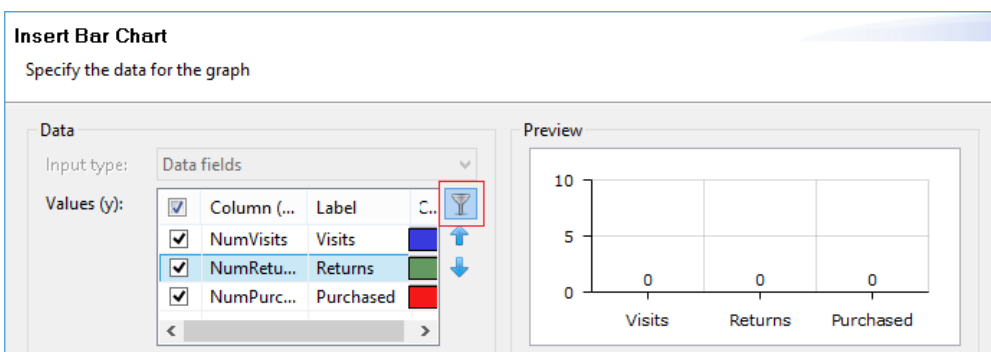 Insert Bar Chart
Specify the data for the graph
Data
Input type: Data fields
Values (y):
Column (... Label C..
NumVisits Visits
NumRetu... Returns
NumPurc... Purchased
Preview
10
5
0
0 0 0
Visits Returns Purchased